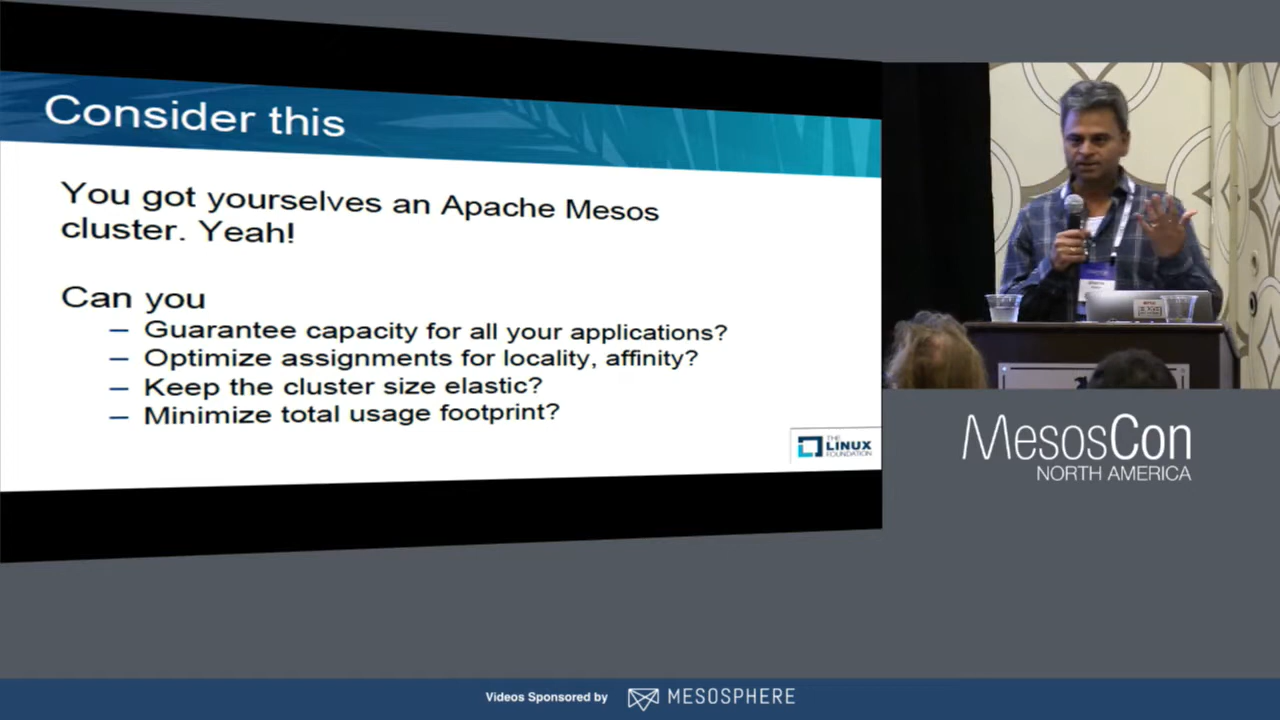 Consider this
You got yourselves an Apache Mesos
cluster. Yeah!
Can you
– Guarantee capacity for all your applications?
– Optimize assignments for locality, affinity?
– Keep the cluster size elastic?
– Minimize total usage footprint?
THE
LINUX
FOUNDATION
MesosCon
NORTH AMERICA
Videos Sponsored by MESOSPHERE